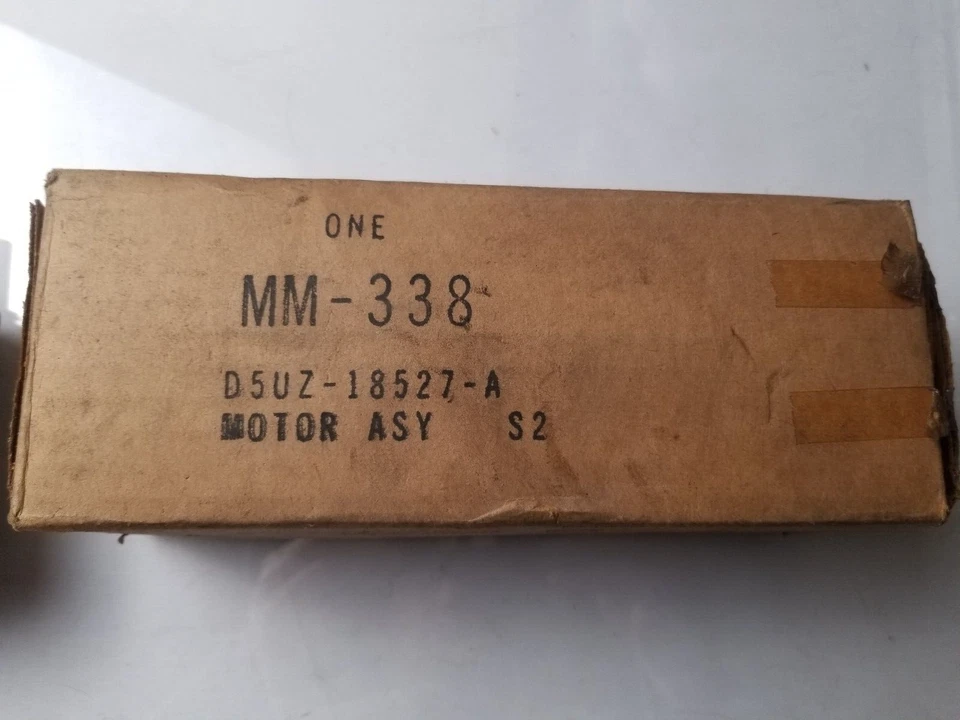 ONE
MM-338
D5UZ-18527-A
MOTOR ASY S2